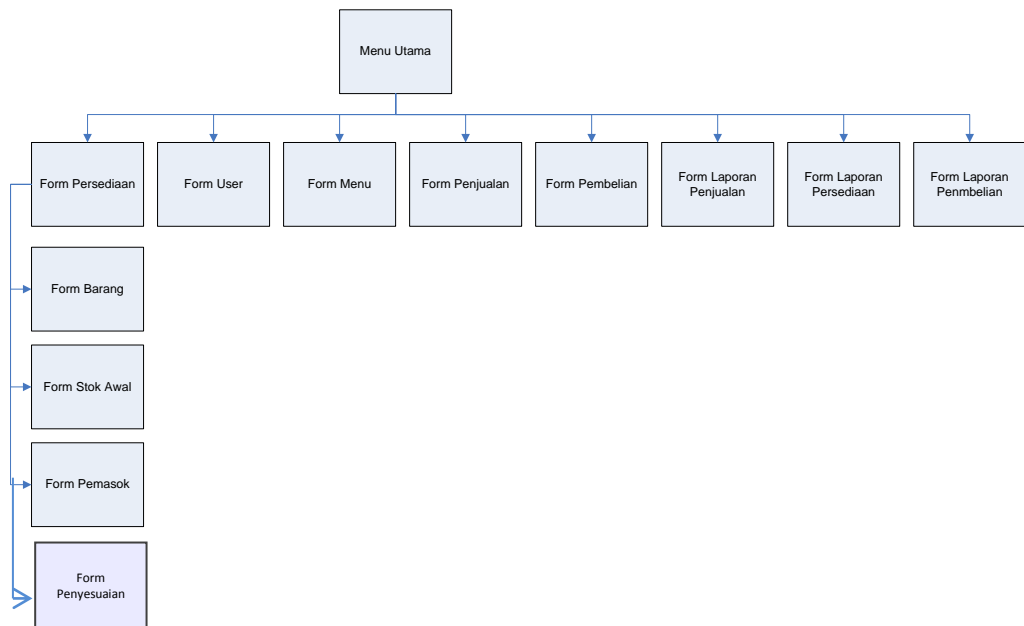 Menu Utama
Form Persediaan
Form User
Form Menu
Form Penjualan
Form Pembelian
Form Laporan
Penjualan
Form Laporan
Persediaan
Form Laporan
Penmbelian
Form Barang
Form Stok Awal
Form Pemasok
Form
Penyesuaian